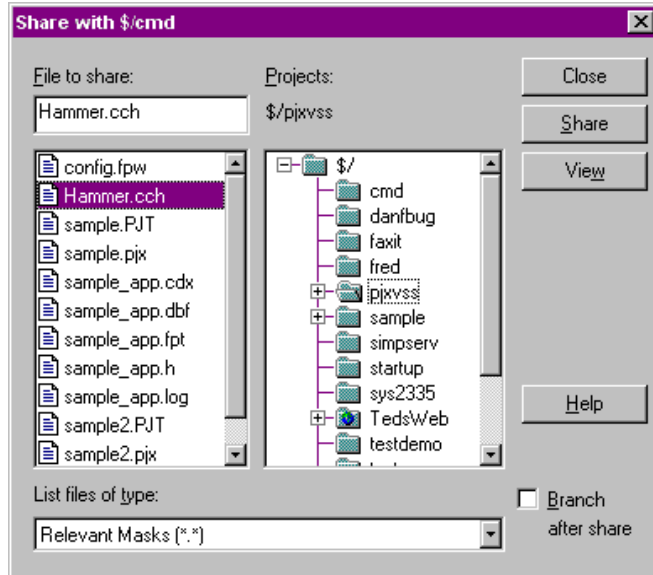 Share with $/cmd
File to share:
Hammer.cch
config.fpw
Hammer.cch
sample.PJT
sample.pjx
sample_app.cdx
sample_app.dbf
sample_app.fpt
sample_app.h
sample_app.log
sample2.PJT
sample2.pjx
List files of type:
Relevant Masks (*.*)
Projects:
$/pjxvss
$/
cmd
danfbug
faxit
fred
pjxvss
sample
simpserv
startup
sys2335
TedsWeb
testdemo
Close
Share
View
Help
Branch
after share